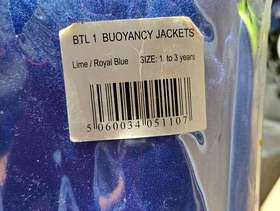 BTL 1 BUOYANCY JACKETS
Lime / Royal Blue SIZE: 1 to 3 years
5 060034 051107